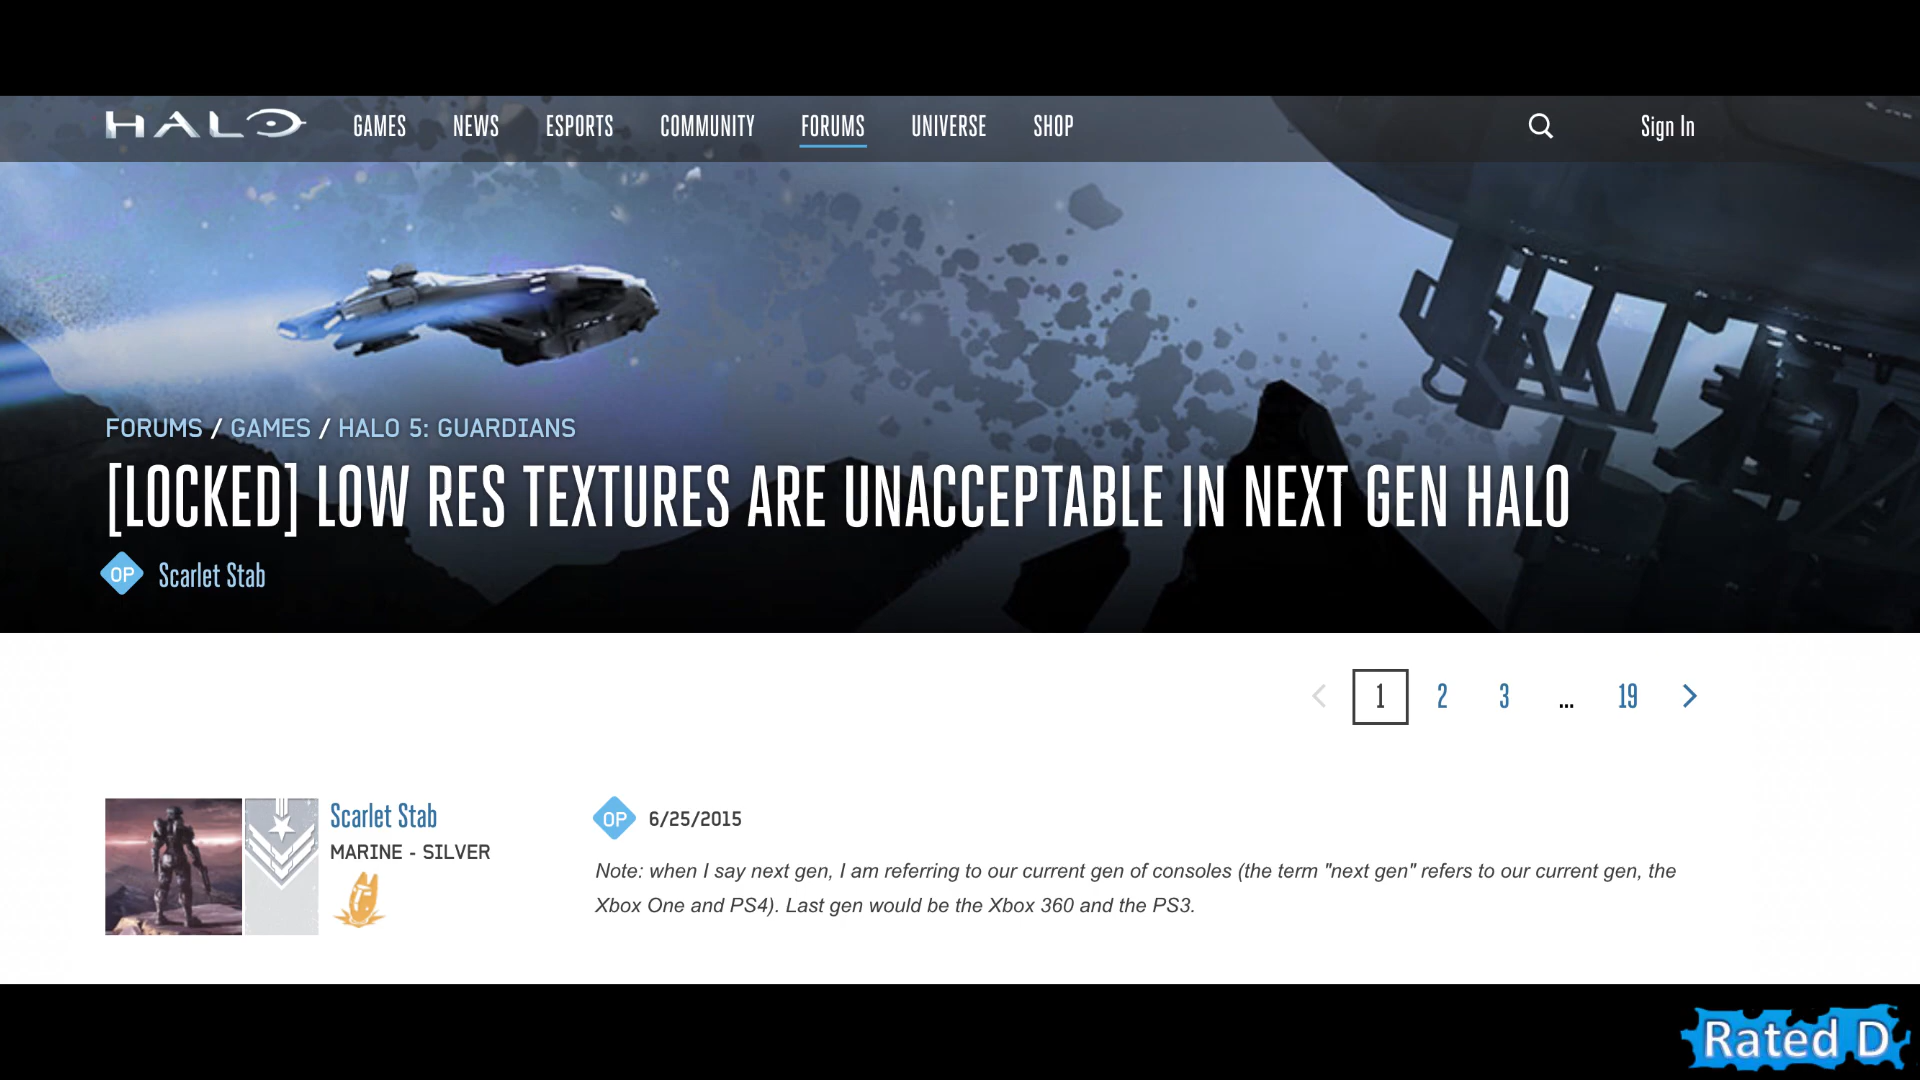 HALO GAMES NEWS ESPORTS COMMUNITY FORUMS UNIVERSE SHOP Sign In
FORUMS / GAMES / HALO 5: GUARDIANS
[LOCKED] LOW RES TEXTURES ARE UNACCEPTABLE IN NEXT GEN HALO
OP Scarlet Stab
1 2 3 ... 19
Scarlet Stab
MARINE - SILVER
OP 6/25/2015
Note: when I say next gen, I am referring to our current gen of consoles (the term "next gen" refers to our current gen, the
Xbox One and PS4). Last gen would be the Xbox 360 and the PS3.
Rated D